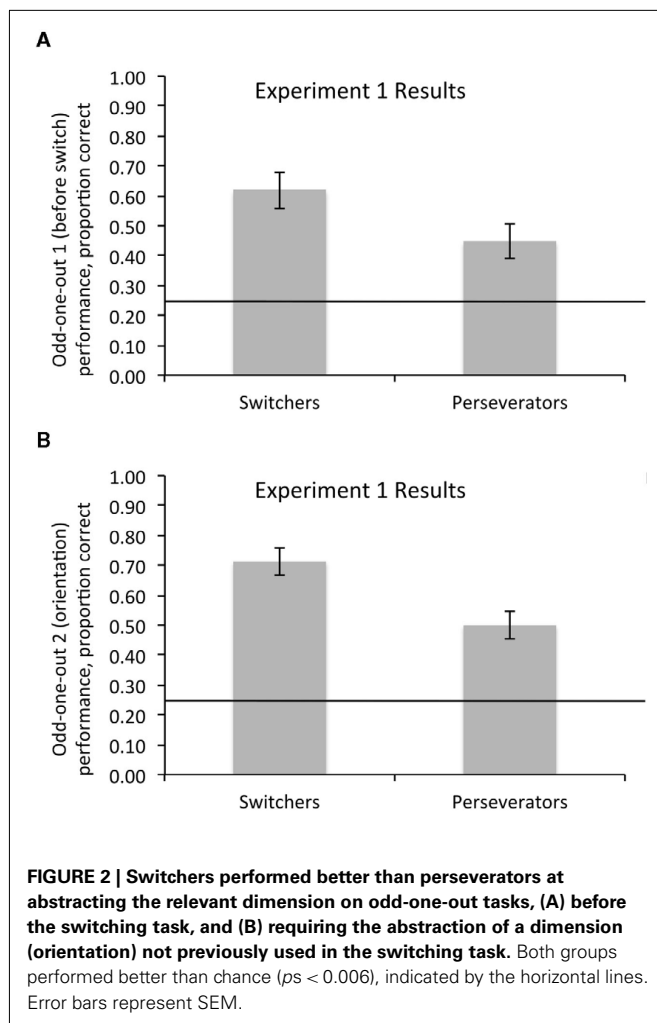 A
Experiment 1 Results
Odd-one-out 1 (before switch)
performance, proportion correct
1.00
0.90
0.80
0.70
0.60
0.50
0.40
0.30
0.20
0.10
0.00
Switchers Perseverators
B
Experiment 1 Results
Odd-one-out 2 (orientation)
performance, proportion correct
1.00
0.90
0.80
0.70
0.60
0.50
0.40
0.30
0.20
0.10
0.00
Switchers Perseverators
FIGURE 2 | Switchers performed better than perseverators at
abstracting the relevant dimension on odd-one-out tasks, (A) before
the switching task, and (B) requiring the abstraction of a dimension
(orientation) not previously used in the switching task. Both groups
performed better than chance (ps < 0.006), indicated by the horizontal lines.
Error bars represent SEM.